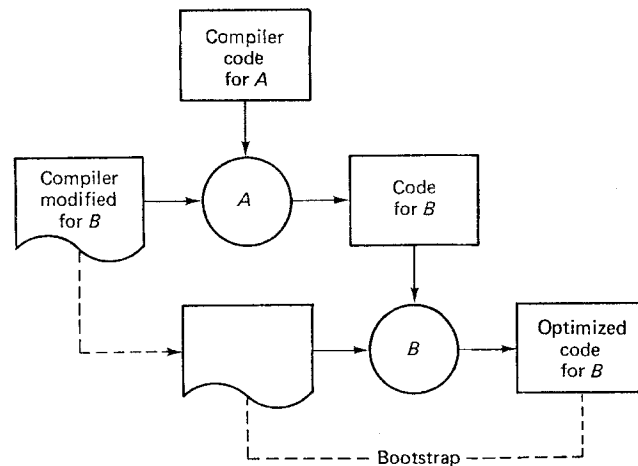 Compiler
code
for A
Compiler
modified
for B
A
Code
for B
B
Optimized
code
for B
Bootstrap